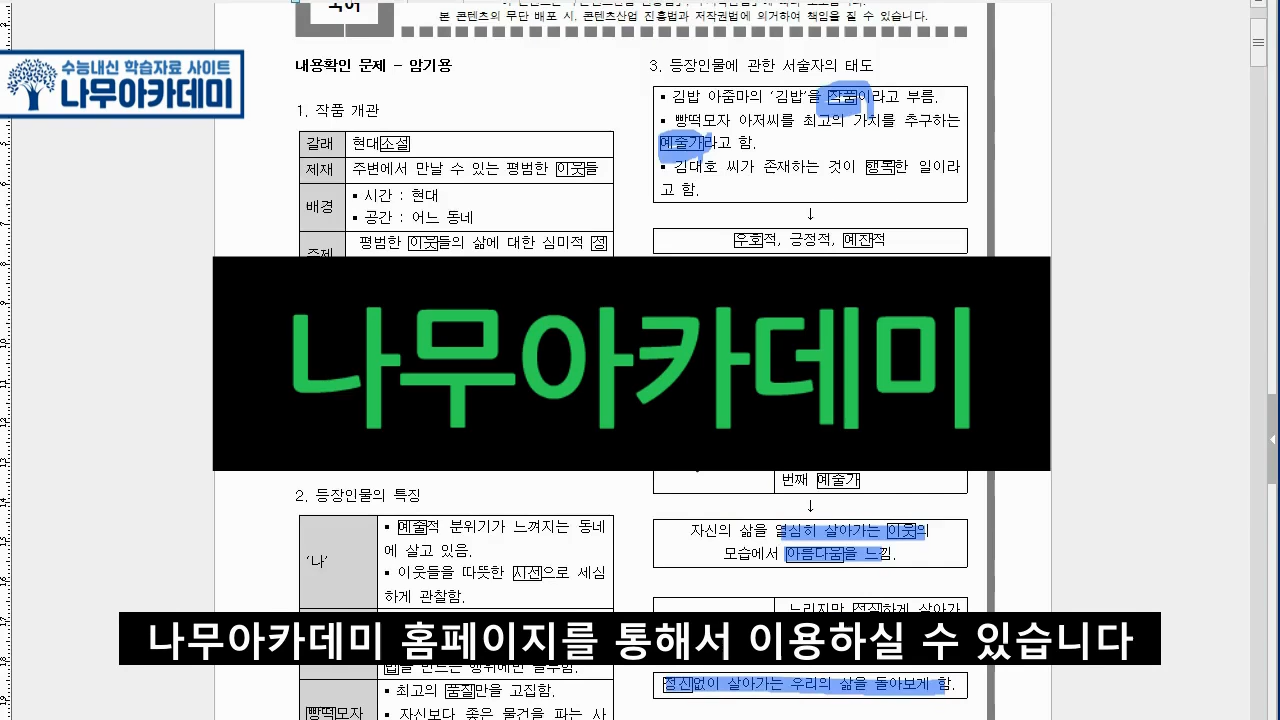 국어
본 콘텐츠의 무단 배포 시, 콘텐츠산업 진흥법과 저작권법에 의거하여 책임을 질 수 있습니다.
수능내신 학습자료 사이트
나무아카데미
내용확인 문제 – 암기용
1. 작품 개관
갈래 현대소설
제재 주변에서 만날 수 있는 평범한 이웃들
배경
▪ 시간 : 현대
▪ 공간 : 어느 동네
주제 평범한 이웃들의 삶에 대한 심미적 성
2. 등장인물의 특징
'나'
▪ 예술적 분위기가 느껴지는 동네
에 살고 있음.
▪ 이웃들을 따뜻한 시선으로 세심
하게 관찰함.
▪ 최고의 품질만을 고집함.
빵떡모자
▪ 자신보다 좋은 물건을 파는 사
3. 등장인물에 관한 서술자의 태도
▪ 김밥 아줌마의 '김밥'을 작품이라고 부름.
▪ 빵떡모자 아저씨를 최고의 가치를 추구하는
예술가라고 함.
▪ 김대호 씨가 존재하는 것이 행복한 일이라
고 함.
↓
우호적, 긍정적, 예찬적
나무아카데미
번째 예술가
↓
자신의 삶을 열심히 살아가는 이웃의
모습에서 아름다움을 느낌.
느리지만 성실하게 살아가
정신없이 살아가는 우리의 삶을 돌아보게 함.
나무아카데미 홈페이지를 통해서 이용하실 수 있습니다